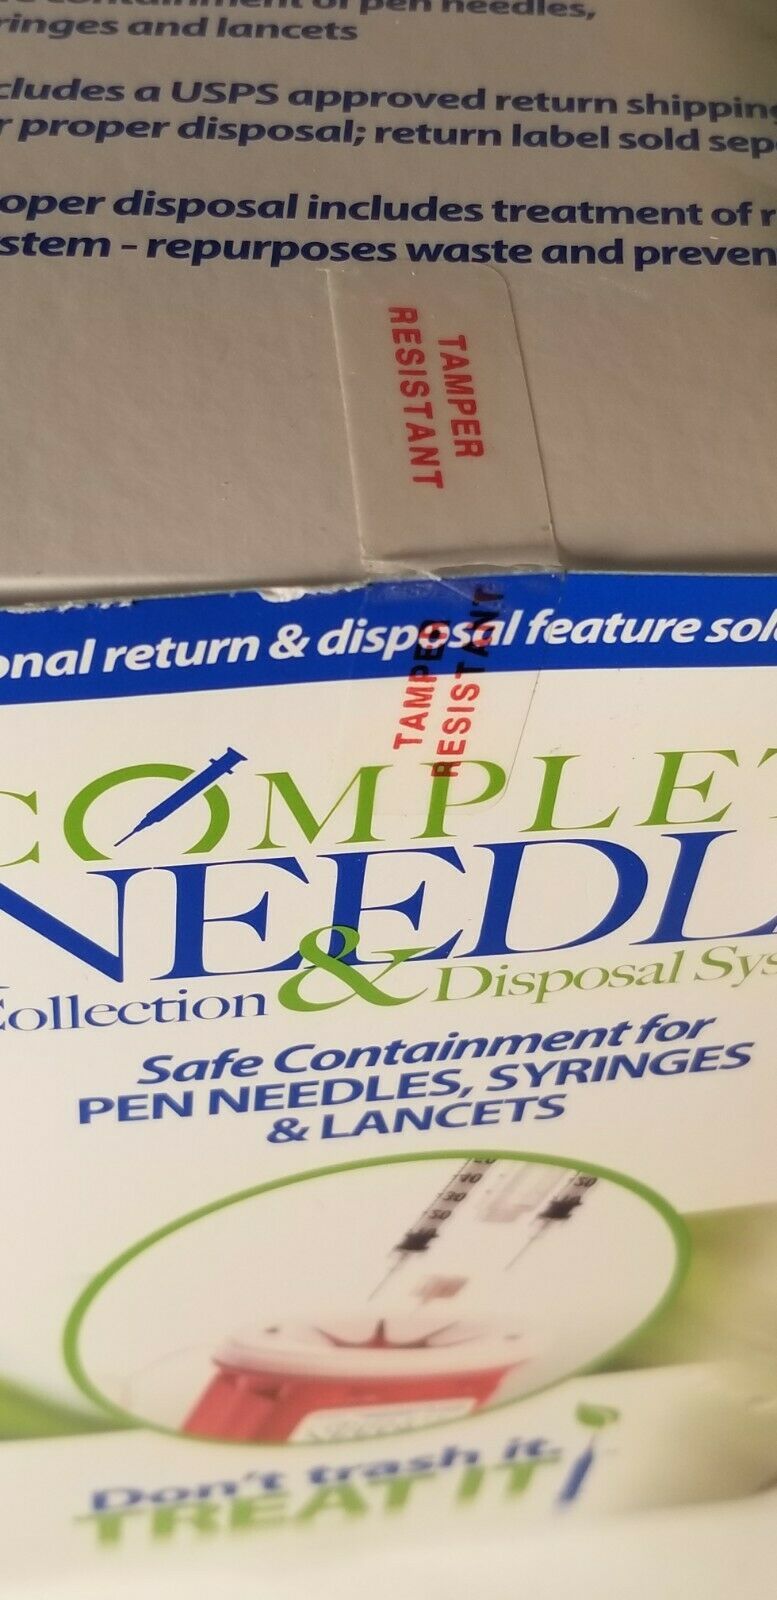 pen needles,
ringes and lancets
cludes a USPS approved return shipping
r proper disposal; return label sold sep
oper disposal includes treatment of
stem - repurposes waste and preven
TAMPER
RESISTANT
onal return & disposal feature sol
TAMPER
RESISTANT
COMPLET
NEEDL
Collection & Disposal Sys
Safe Containment for
PEN NEEDLES, SYRINGES
& LANCETS
Don't trash it.
TREAT IT